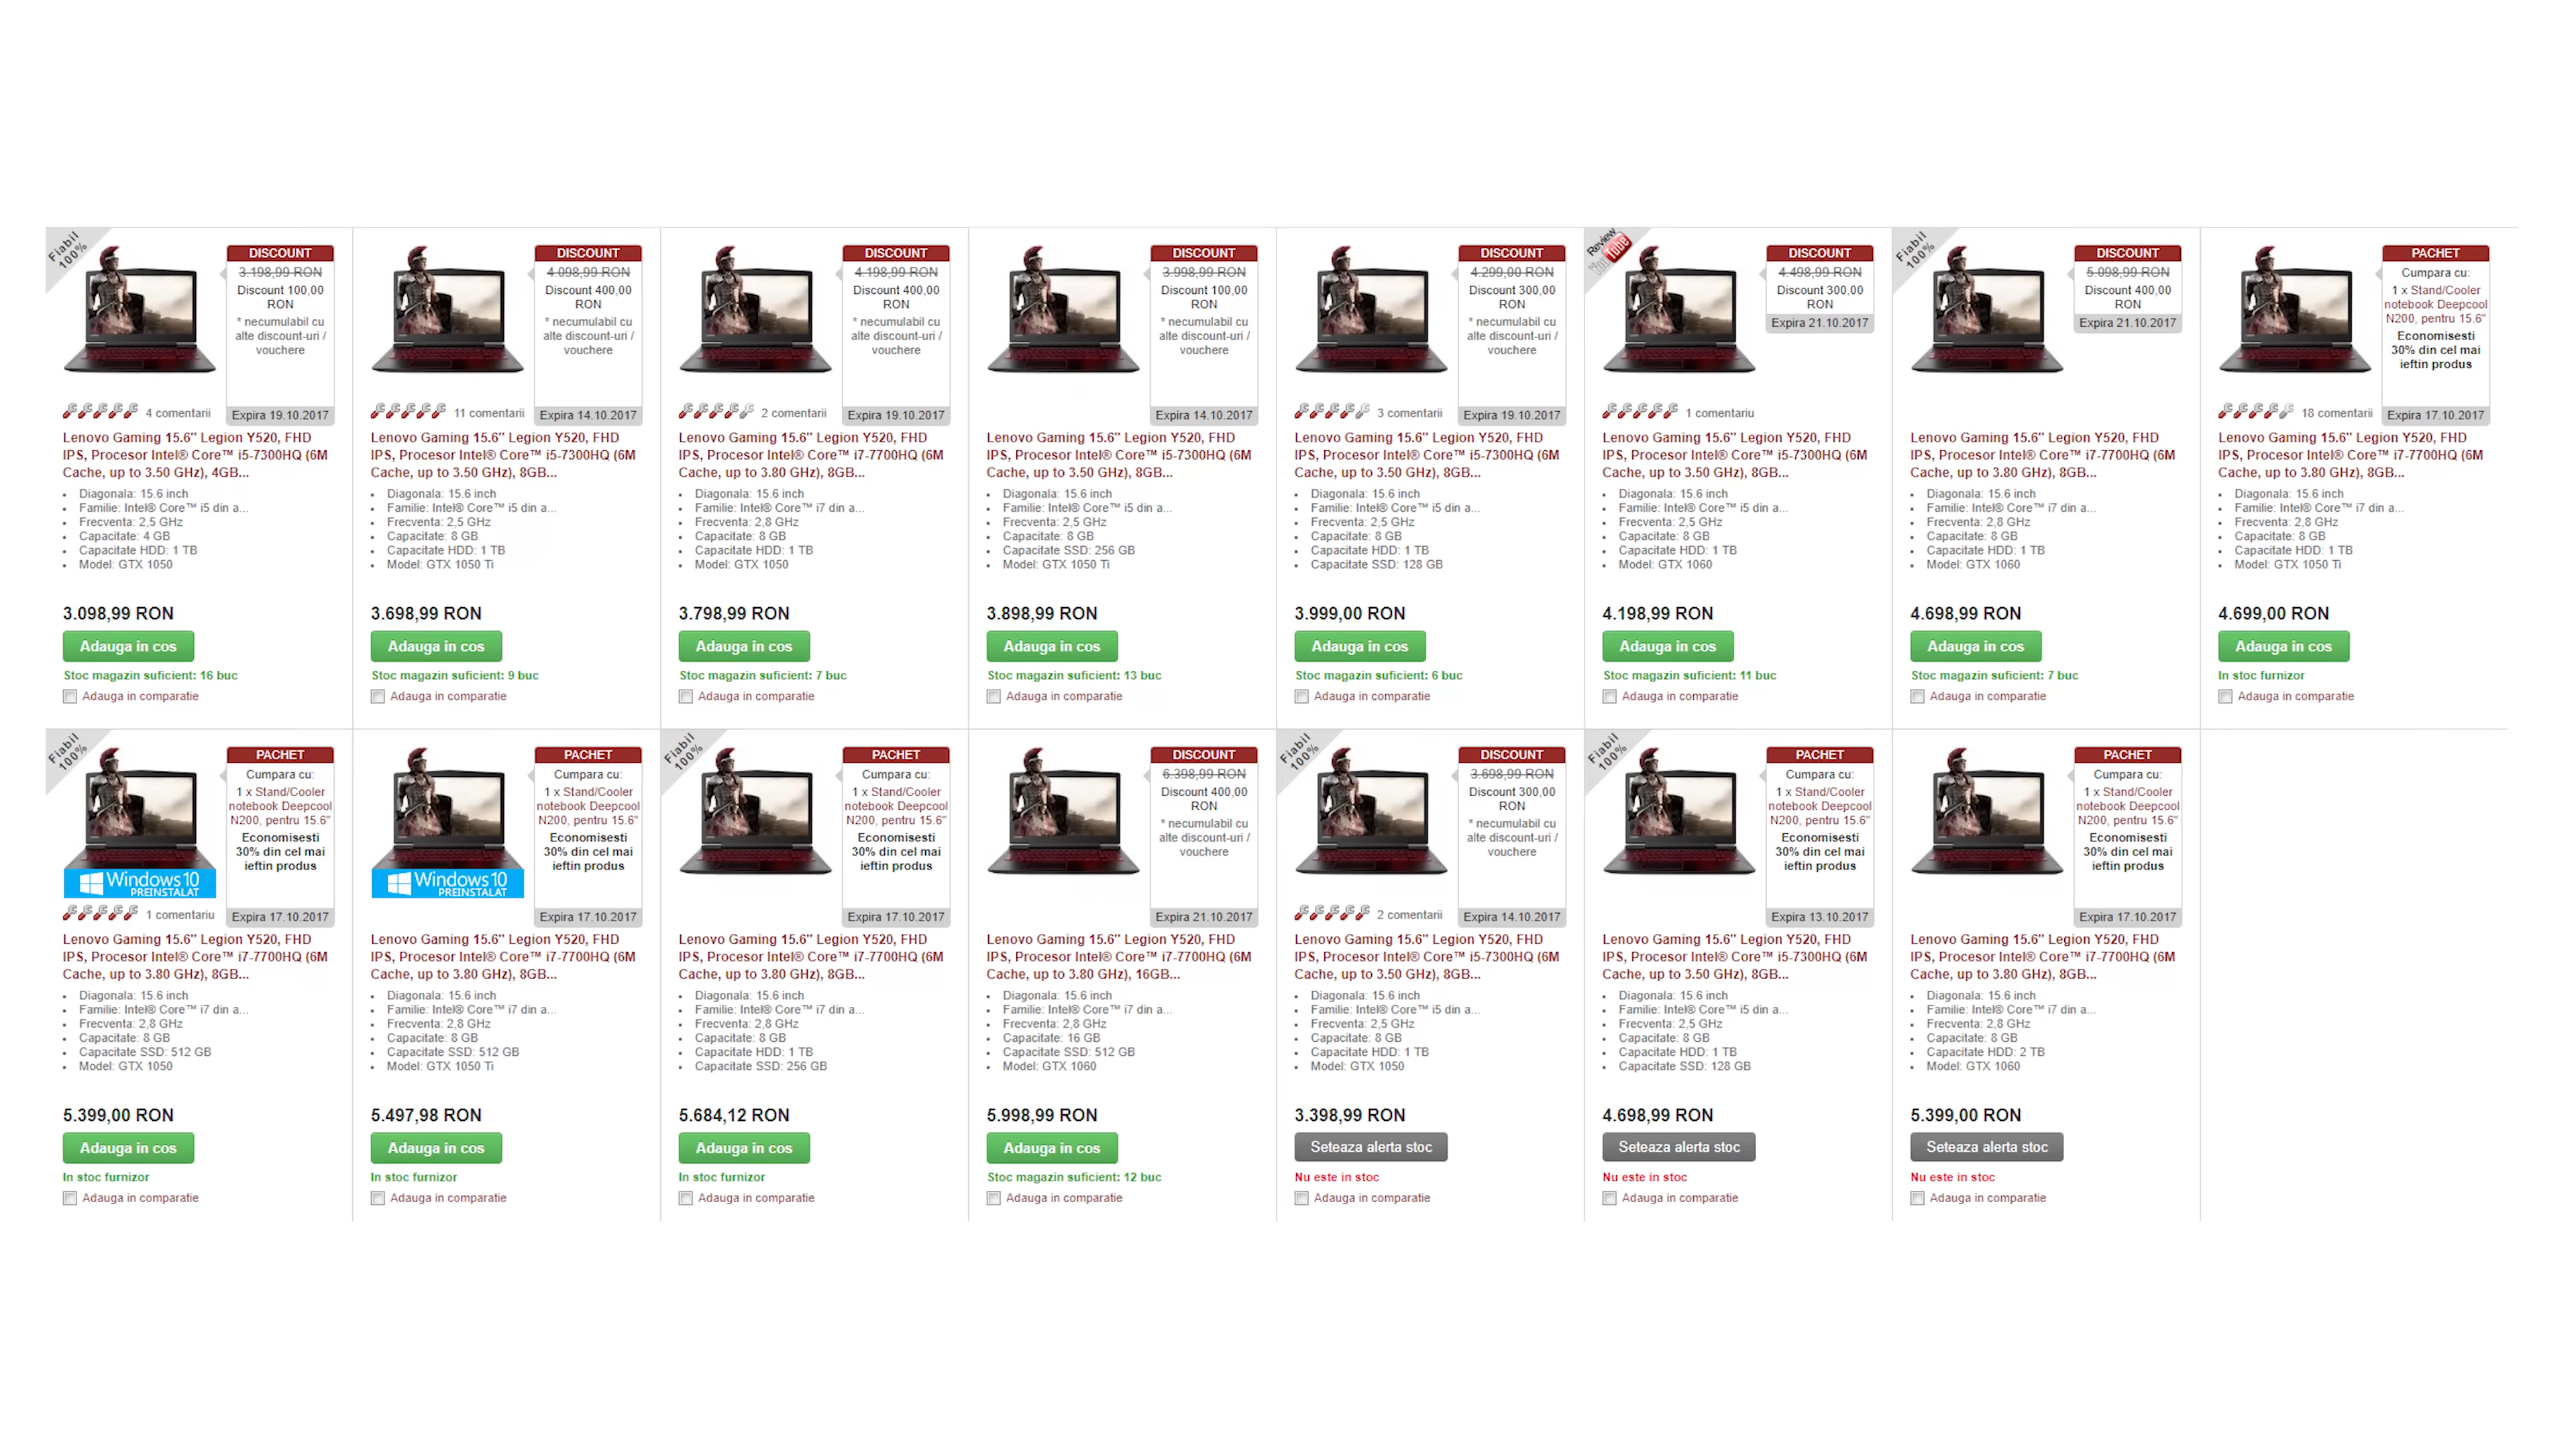 Fiabil
100%
DISCOUNT
3.198,99 RON
Discount 100,00
RON
* necumulabil cu
alte discount-uri /
vouchere
4 comentarii
Expira 19.10.2017
Lenovo Gaming 15.6" Legion Y520, FHD
IPS, Procesor Intel® Core™ i5-7300HQ (6M
Cache, up to 3.50 GHz), 4GB...
Diagonala: 15.6 inch
Familie: Intel® Core™ i5 din a...
Frecventa: 2,5 GHz
Capacitate: 4 GB
Capacitate HDD: 1 TB
Model: GTX 1050
3.098,99 RON
Adauga in cos
Stoc magazin suficient: 16 buc
Adauga in comparatie
DISCOUNT
4.098,99 RON
Discount 400,00
RON
* necumulabil cu
alte discount-uri /
vouchere
11 comentarii
Expira 14.10.2017
Lenovo Gaming 15.6" Legion Y520, FHD
IPS, Procesor Intel® Core™ i5-7300HQ (6M
Cache, up to 3.50 GHz), 8GB...
Diagonala: 15.6 inch
Familie: Intel® Core™ i5 din a...
Frecventa: 2,5 GHz
Capacitate: 8 GB
Capacitate HDD: 1 TB
Model: GTX 1050 Ti
3.698,99 RON
Adauga in cos
Stoc magazin suficient: 9 buc
Adauga in comparatie
DISCOUNT
4.198,99 RON
Discount 400,00
RON
* necumulabil cu
alte discount-uri /
vouchere
2 comentarii
Expira 19.10.2017
Lenovo Gaming 15.6" Legion Y520, FHD
IPS, Procesor Intel® Core™ i7-7700HQ (6M
Cache, up to 3.80 GHz), 8GB...
Diagonala: 15.6 inch
Familie: Intel® Core™ i7 din a...
Frecventa: 2,8 GHz
Capacitate: 8 GB
Capacitate HDD: 1 TB
Model: GTX 1050
3.798,99 RON
Adauga in cos
Stoc magazin suficient: 7 buc
Adauga in comparatie
DISCOUNT
3.998,99 RON
Discount 100,00
RON
* necumulabil cu
alte discount-uri /
vouchere
Expira 14.10.2017
Lenovo Gaming 15.6" Legion Y520, FHD
IPS, Procesor Intel® Core™ i5-7300HQ (6M
Cache, up to 3.50 GHz), 8GB...
Diagonala: 15.6 inch
Familie: Intel® Core™ i5 din a...
Frecventa: 2,5 GHz
Capacitate: 8 GB
Capacitate SSD: 256 GB
Model: GTX 1050 Ti
3.898,99 RON
Adauga in cos
Stoc magazin suficient: 13 buc
Adauga in comparatie
DISCOUNT
4.299,00 RON
Discount 300,00
RON
* necumulabil cu
alte discount-uri /
vouchere
3 comentarii
Expira 19.10.2017
Lenovo Gaming 15.6" Legion Y520, FHD
IPS, Procesor Intel® Core™ i5-7300HQ (6M
Cache, up to 3.50 GHz), 8GB...
Diagonala: 15.6 inch
Familie: Intel® Core™ i5 din a...
Frecventa: 2,5 GHz
Capacitate: 8 GB
Capacitate HDD: 1 TB
Capacitate SSD: 128 GB
3.999,00 RON
Adauga in cos
Stoc magazin suficient: 6 buc
Adauga in comparatie
Review
YouTube
DISCOUNT
4.498,99 RON
Discount 300,00
RON
Expira 21.10.2017
1 comentariu
Lenovo Gaming 15.6" Legion Y520, FHD
IPS, Procesor Intel® Core™ i5-7300HQ (6M
Cache, up to 3.50 GHz), 8GB...
Diagonala: 15.6 inch
Familie: Intel® Core™ i5 din a...
Frecventa: 2,5 GHz
Capacitate: 8 GB
Capacitate HDD: 1 TB
Model: GTX 1060
4.198,99 RON
Adauga in cos
Stoc magazin suficient: 11 buc
Adauga in comparatie
Fiabil
100%
DISCOUNT
5.098,99 RON
Discount 400,00
RON
Expira 21.10.2017
Lenovo Gaming 15.6" Legion Y520, FHD
IPS, Procesor Intel® Core™ i7-7700HQ (6M
Cache, up to 3.80 GHz), 8GB...
Diagonala: 15.6 inch
Familie: Intel® Core™ i7 din a...
Frecventa: 2,8 GHz
Capacitate: 8 GB
Capacitate HDD: 1 TB
Model: GTX 1060
4.698,99 RON
Adauga in cos
Stoc magazin suficient: 7 buc
Adauga in comparatie
PACHET
Cumpara cu:
1 x Stand/Cooler
notebook Deepcool
N200, pentru 15.6"
Economisesti
30% din cel mai
ieftin produs
18 comentarii
Expira 17.10.2017
Lenovo Gaming 15.6" Legion Y520, FHD
IPS, Procesor Intel® Core™ i7-7700HQ (6M
Cache, up to 3.80 GHz), 8GB...
Diagonala: 15.6 inch
Familie: Intel® Core™ i7 din a...
Frecventa: 2,8 GHz
Capacitate: 8 GB
Capacitate HDD: 1 TB
Model: GTX 1050 Ti
4.699,00 RON
Adauga in cos
In stoc furnizor
Adauga in comparatie
Fiabil
100%
PACHET
Cumpara cu:
1 x Stand/Cooler
notebook Deepcool
N200, pentru 15.6"
Economisesti
30% din cel mai
ieftin produs
Windows 10
PREINSTALAT
1 comentariu
Expira 17.10.2017
Lenovo Gaming 15.6" Legion Y520, FHD
IPS, Procesor Intel® Core™ i7-7700HQ (6M
Cache, up to 3.80 GHz), 8GB...
Diagonala: 15.6 inch
Familie: Intel® Core™ i7 din a...
Frecventa: 2,8 GHz
Capacitate: 8 GB
Capacitate SSD: 512 GB
Model: GTX 1050
5.399,00 RON
Adauga in cos
In stoc furnizor
Adauga in comparatie
PACHET
Cumpara cu:
1 x Stand/Cooler
notebook Deepcool
N200, pentru 15.6"
Economisesti
30% din cel mai
ieftin produs
Windows 10
PREINSTALAT
Expira 17.10.2017
Lenovo Gaming 15.6" Legion Y520, FHD
IPS, Procesor Intel® Core™ i7-7700HQ (6M
Cache, up to 3.80 GHz), 8GB...
Diagonala: 15.6 inch
Familie: Intel® Core™ i7 din a...
Frecventa: 2,8 GHz
Capacitate: 8 GB
Capacitate SSD: 512 GB
Model: GTX 1050 Ti
5.497,98 RON
Adauga in cos
In stoc furnizor
Adauga in comparatie
Fiabil
100%
PACHET
Cumpara cu:
1 x Stand/Cooler
notebook Deepcool
N200, pentru 15.6"
Economisesti
30% din cel mai
ieftin produs
Expira 17.10.2017
Lenovo Gaming 15.6" Legion Y520, FHD
IPS, Procesor Intel® Core™ i7-7700HQ (6M
Cache, up to 3.80 GHz), 8GB...
Diagonala: 15.6 inch
Familie: Intel® Core™ i7 din a...
Frecventa: 2,8 GHz
Capacitate: 8 GB
Capacitate HDD: 1 TB
Capacitate SSD: 256 GB
5.684,12 RON
Adauga in cos
In stoc furnizor
Adauga in comparatie
DISCOUNT
6.398,99 RON
Discount 400,00
RON
* necumulabil cu
alte discount-uri /
vouchere
Expira 21.10.2017
Lenovo Gaming 15.6" Legion Y520, FHD
IPS, Procesor Intel® Core™ i7-7700HQ (6M
Cache, up to 3.80 GHz), 16GB...
Diagonala: 15.6 inch
Familie: Intel® Core™ i7 din a...
Frecventa: 2,8 GHz
Capacitate: 16 GB
Capacitate SSD: 512 GB
Model: GTX 1060
5.998,99 RON
Adauga in cos
Stoc magazin suficient: 12 buc
Adauga in comparatie
Fiabil
100%
DISCOUNT
3.698,99 RON
Discount 300,00
RON
* necumulabil cu
alte discount-uri /
vouchere
2 comentarii
Expira 14.10.2017
Lenovo Gaming 15.6" Legion Y520, FHD
IPS, Procesor Intel® Core™ i5-7300HQ (6M
Cache, up to 3.50 GHz), 8GB...
Diagonala: 15.6 inch
Familie: Intel® Core™ i5 din a...
Frecventa: 2,5 GHz
Capacitate: 8 GB
Capacitate HDD: 1 TB
Model: GTX 1050
3.398,99 RON
Seteaza alerta stoc
Nu este in stoc
Adauga in comparatie
Fiabil
100%
PACHET
Cumpara cu:
1 x Stand/Cooler
notebook Deepcool
N200, pentru 15.6"
Economisesti
30% din cel mai
ieftin produs
Expira 13.10.2017
Lenovo Gaming 15.6" Legion Y520, FHD
IPS, Procesor Intel® Core™ i5-7300HQ (6M
Cache, up to 3.50 GHz), 8GB...
Diagonala: 15.6 inch
Familie: Intel® Core™ i5 din a...
Frecventa: 2,5 GHz
Capacitate: 8 GB
Capacitate HDD: 1 TB
Capacitate SSD: 128 GB
4.698,99 RON
Seteaza alerta stoc
Nu este in stoc
Adauga in comparatie
PACHET
Cumpara cu:
1 x Stand/Cooler
notebook Deepcool
N200, pentru 15.6"
Economisesti
30% din cel mai
ieftin produs
Expira 17.10.2017
Lenovo Gaming 15.6" Legion Y520, FHD
IPS, Procesor Intel® Core™ i7-7700HQ (6M
Cache, up to 3.80 GHz), 8GB...
Diagonala: 15.6 inch
Familie: Intel® Core™ i7 din a...
Frecventa: 2,8 GHz
Capacitate: 8 GB
Capacitate HDD: 2 TB
Model: GTX 1060
5.399,00 RON
Seteaza alerta stoc
Nu este in stoc
Adauga in comparatie